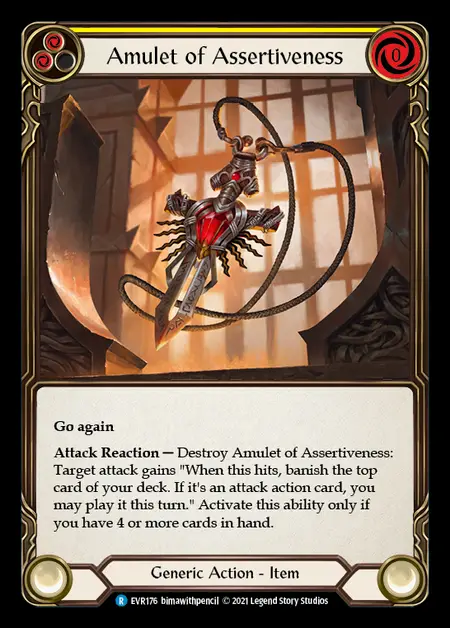 Amulet of Assertiveness
0
Go again
Attack Reaction — Destroy Amulet of Assertiveness:
Target attack gains "When this hits, banish the top
card of your deck. If it's an attack action card, you
may play it this turn." Activate this ability only if
you have 4 or more cards in hand.
Generic Action - Item
R EVR176 bimawithpencil © 2021 Legend Story Studios